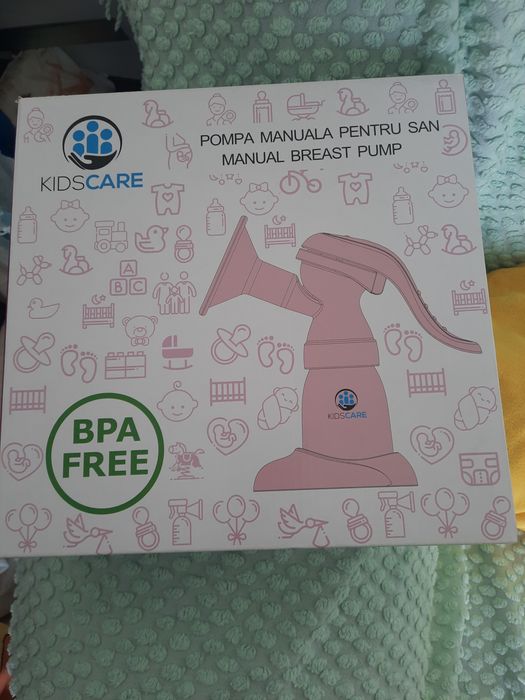 POMPA MANUALA PENTRU SAN
MANUAL BREAST PUMP
KIDSCARE
A
B C
KIDSCARE
BPA
FREE